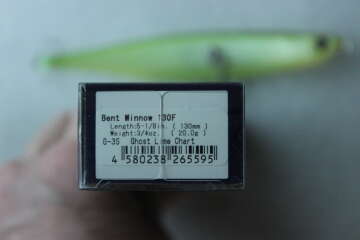 Bent Minnow 130F
Length:5-1/8in. ( 130mm )
Weight:3/4oz. ( 20.0g )
G-35 Ghost Lime Chart
4 580238 265595